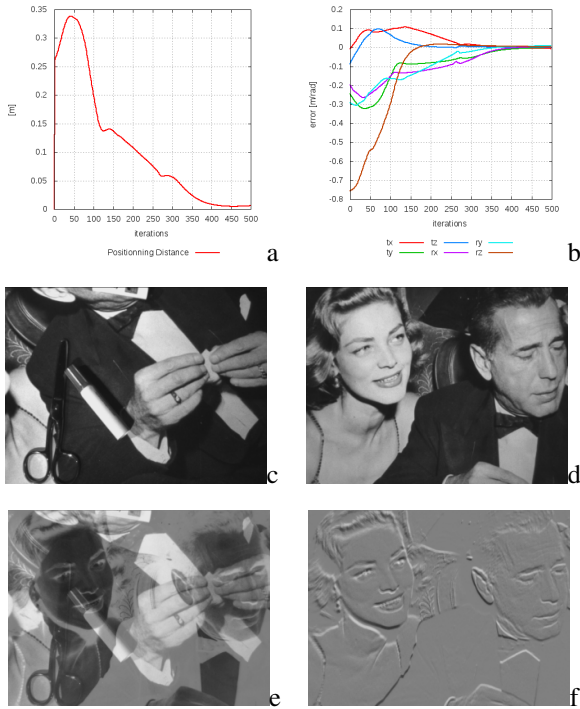 0.35
0.3
0.25
0.2
0.15
0.1
0.05
0
[m]
0 50 100 150 200 250 300 350 400 450 500
iterations
Positionning Distance
a
0.2
0.1
0
-0.1
-0.2
-0.3
-0.4
-0.5
-0.6
-0.7
-0.8
error [m/rad]
0 50 100 150 200 250 300 350 400 450 500
iterations
tx tz ry
ty rx rz
b
c
d
e
f